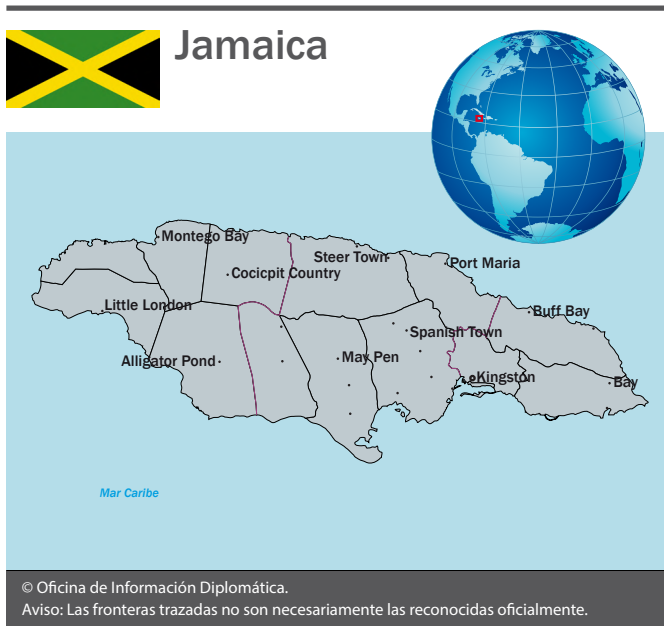 Jamaica
Montego Bay
Steer Town
Port Maria
Cocicpit Country
Little London
Buff Bay
Spanish Town
Alligator Pond
May Pen
Kingston
Bay
Mar Caribe
© Oficina de Información Diplomática.
Aviso: Las fronteras trazadas no son necesariamente las reconocidas oficialmente.